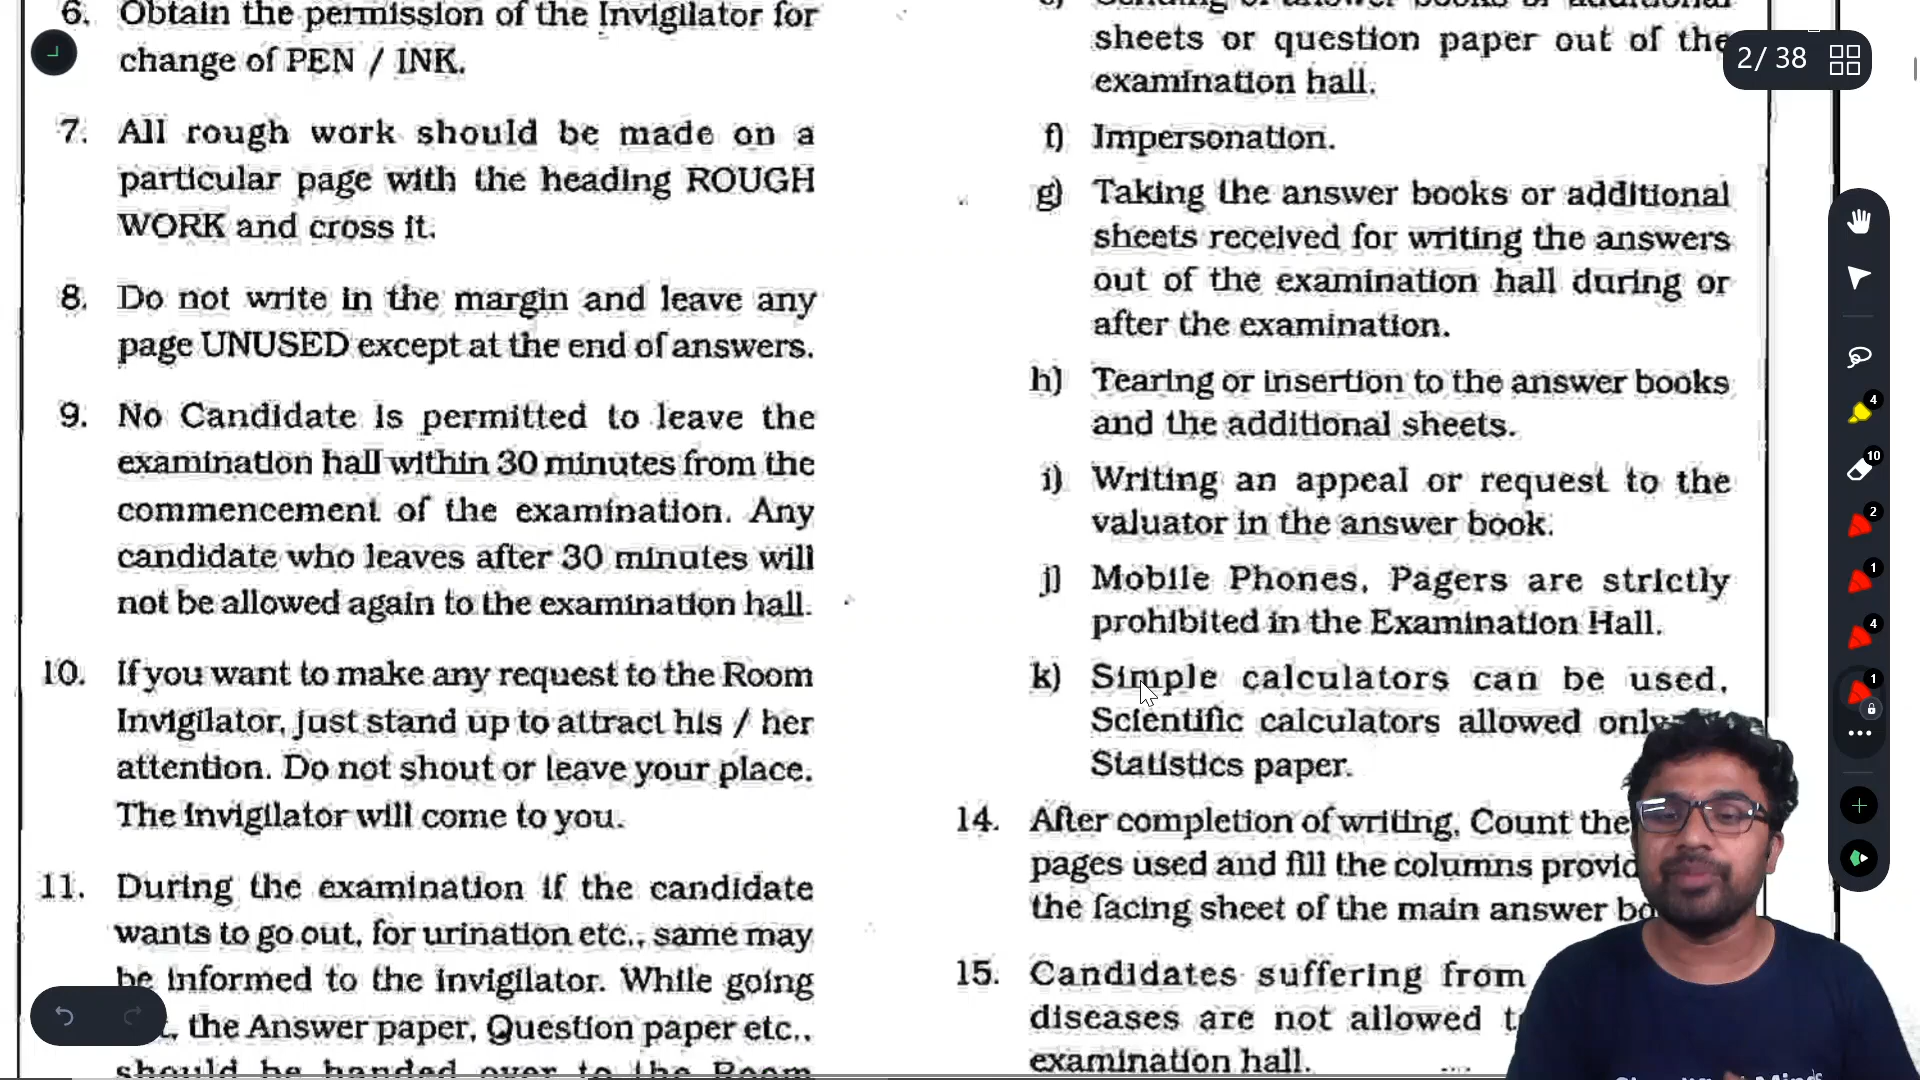 6. Obtain the permission of the Invigilator for
change of PEN / INK.
7. All rough work should be made on a
particular page with the heading ROUGH
WORK and cross it.
8. Do not write in the margin and leave any
page UNUSED except at the end of answers.
9. No Candidate is permitted to leave the
examination hall within 30 minutes from the
commencement of the examination. Any
candidate who leaves after 30 minutes will
not be allowed again to the examination hall.
10. If you want to make any request to the Room
Invigilator, just stand up to attract his / her
attention. Do not shout or leave your place.
The invigilator will come to you.
11. During the examination if the candidate
wants to go out, for urination etc., same may
be informed to the invigilator. While going
the Answer paper, Question paper etc.,
should be handed over to the Room
sheets or question paper out of the
examination hall.
f) Impersonation.
g) Taking the answer books or additional
sheets received for writing the answers
out of the examination hall during or
after the examination.
h) Tearing or insertion to the answer books
and the additional sheets.
i) Writing an appeal or request to the
valuator in the answer book.
j) Mobile Phones, Pagers are strictly
prohibited in the Examination Hall.
k) Simple calculators can be used.
Scientific calculators allowed only
Statistics paper.
14. After completion of writing, Count the
pages used and fill the columns
the facing sheet of the main answer
15. Candidates suffering from
diseases are not allowed
examination hall.
2/ 38
4
10
2
1
4
1